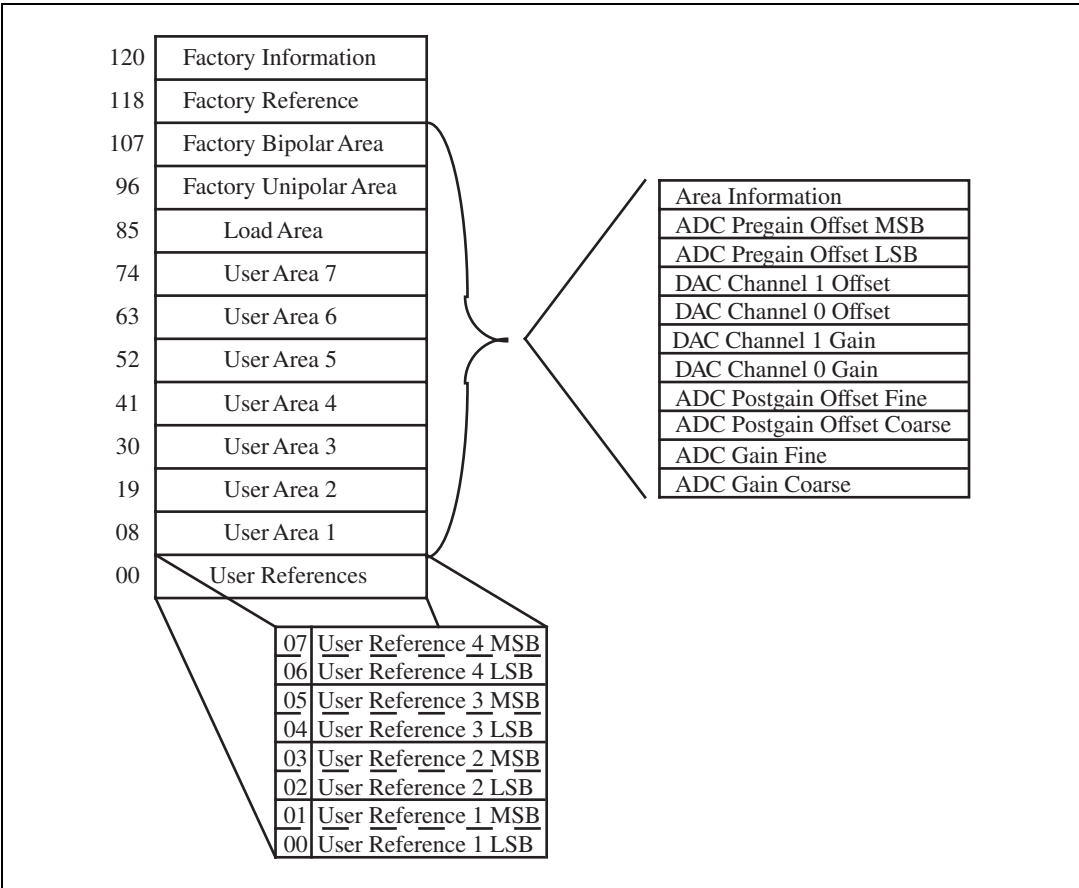 120 Factory Information
118 Factory Reference
107 Factory Bipolar Area
96 Factory Unipolar Area
85 Load Area
74 User Area 7
63 User Area 6
52 User Area 5
41 User Area 4
30 User Area 3
19 User Area 2
08 User Area 1
00 User References
Area Information
ADC Pregain Offset MSB
ADC Pregain Offset LSB
DAC Channel 1 Offset
DAC Channel 0 Offset
DAC Channel 1 Gain
DAC Channel 0 Gain
ADC Postgain Offset Fine
ADC Postgain Offset Coarse
ADC Gain Fine
ADC Gain Coarse
07 User Reference 4 MSB
06 User Reference 4 LSB
05 User Reference 3 MSB
04 User Reference 3 LSB
03 User Reference 2 MSB
02 User Reference 2 LSB
01 User Reference 1 MSB
00 User Reference 1 LSB